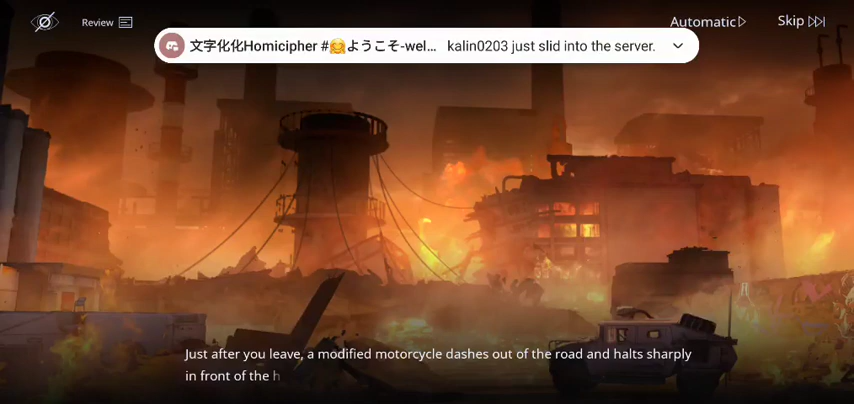 Review
Automatic
Skip
文字化化Homicipher #🤗ようこそ-wel... kalin0203 just slid into the server.
Just after you leave, a modified motorcycle dashes out of the road and halts sharply
in front of the h